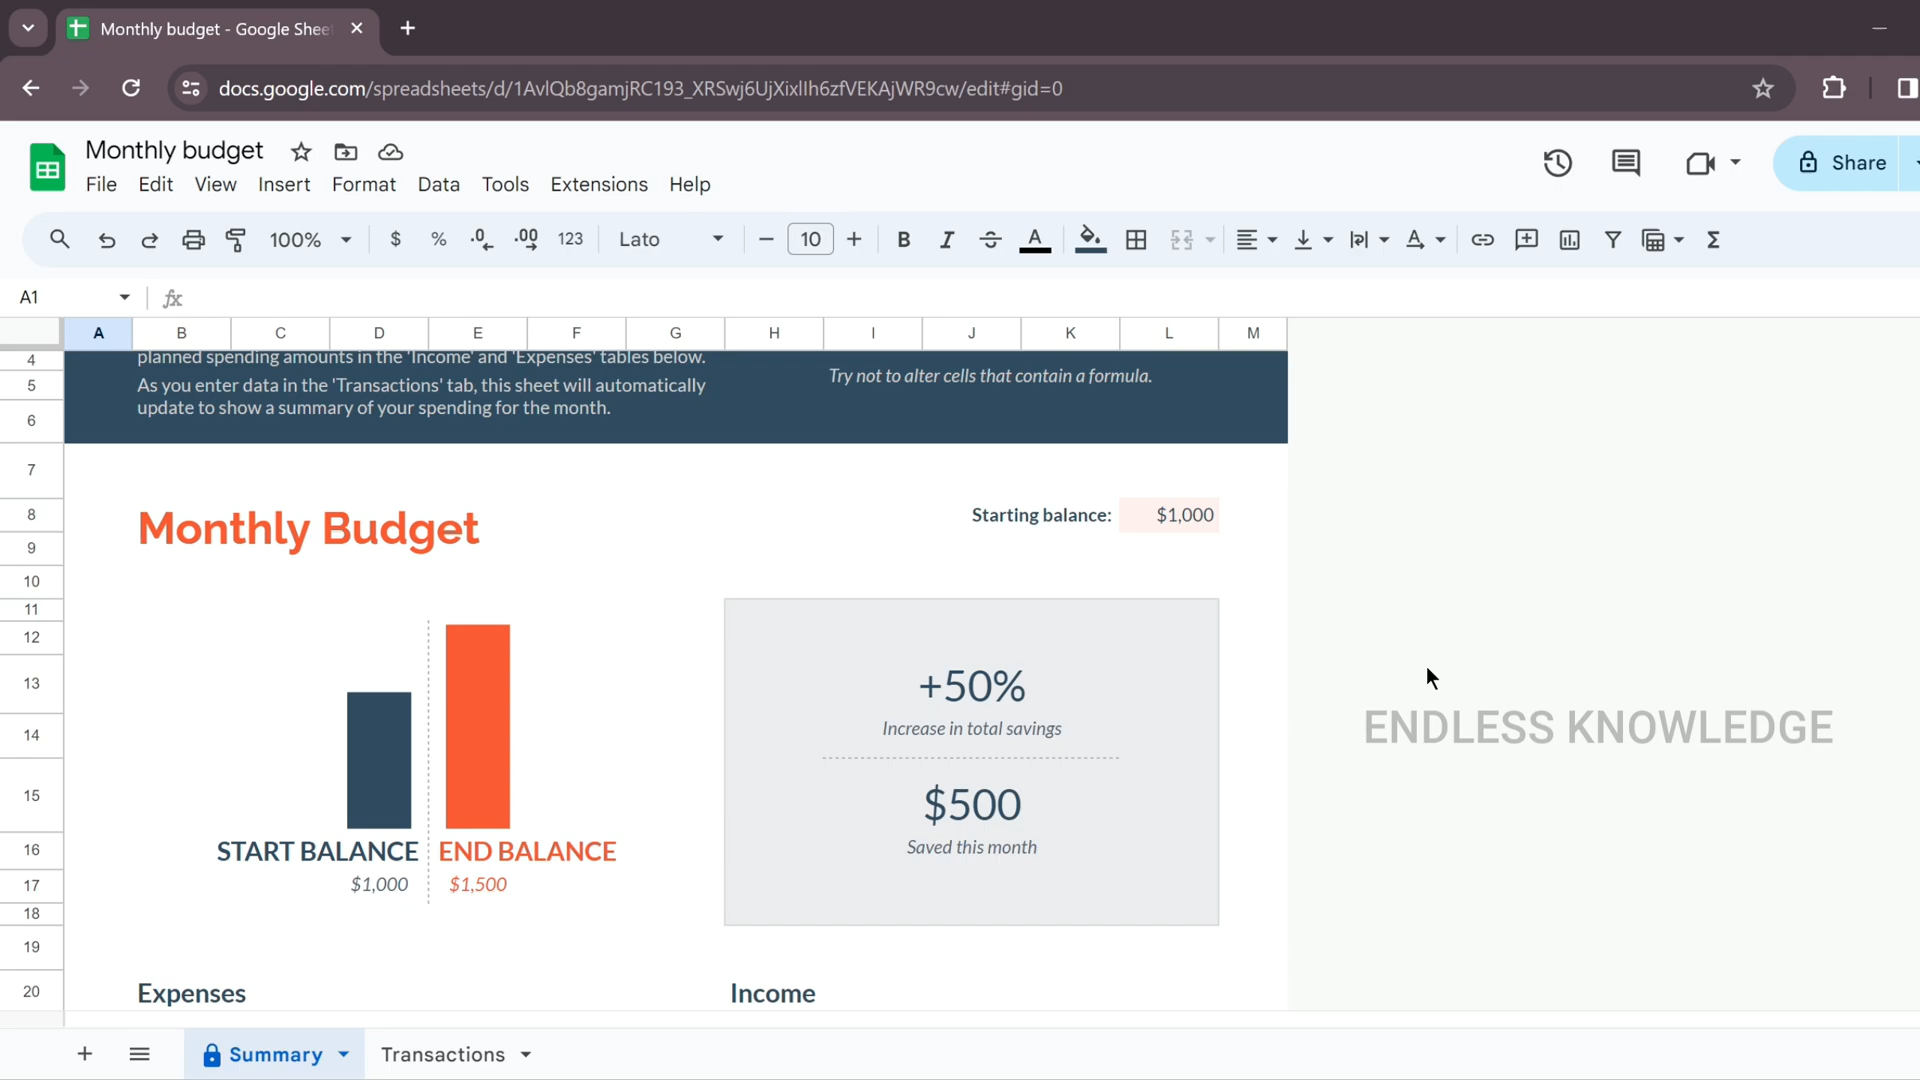 Monthly budget - Google Shee
docs.google.com/spreadsheets/d/1AvlQb8gamjRC193_XRSwj6UjXixlIh6zfVEKAjWR9cw/edit#gid=0
Monthly budget
File Edit View Insert Format Data Tools Extensions Help
Share
100% $ % .0 .00 123 Lato 10 B I A
A1 fx
A B C D E F G H I J K L M
4 planned spending amounts in the 'Income' and 'Expenses' tables below.
5 As you enter data in the 'Transactions' tab, this sheet will automatically Try not to alter cells that contain a formula.
6 update to show a summary of your spending for the month.
7
8 Monthly Budget Starting balance: $1,000
9
10
11
12
13 +50%
14 Increase in total savings
ENDLESS KNOWLEDGE
15 $500
16 START BALANCE END BALANCE Saved this month
17 $1,000 $1,500
18
19
20 Expenses Income
Summary Transactions